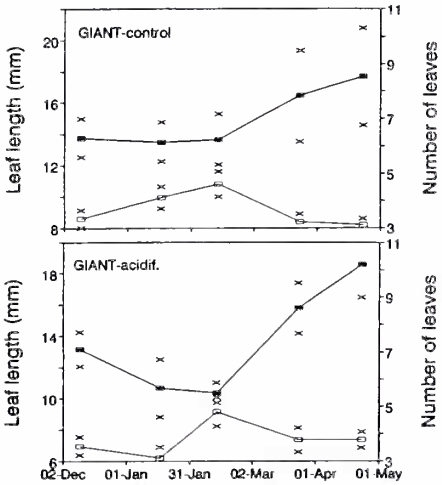 GIANT-control
Leaf length (mm)
20
16
12
8
11
9
7
5
3
Number of leaves
GIANT-acidif.
Leaf length (mm)
18
14
10
6
11
9
7
5
3
Number of leaves
02-Dec 01-Jan 31-Jan 02-Mar 01-Apr 01-May